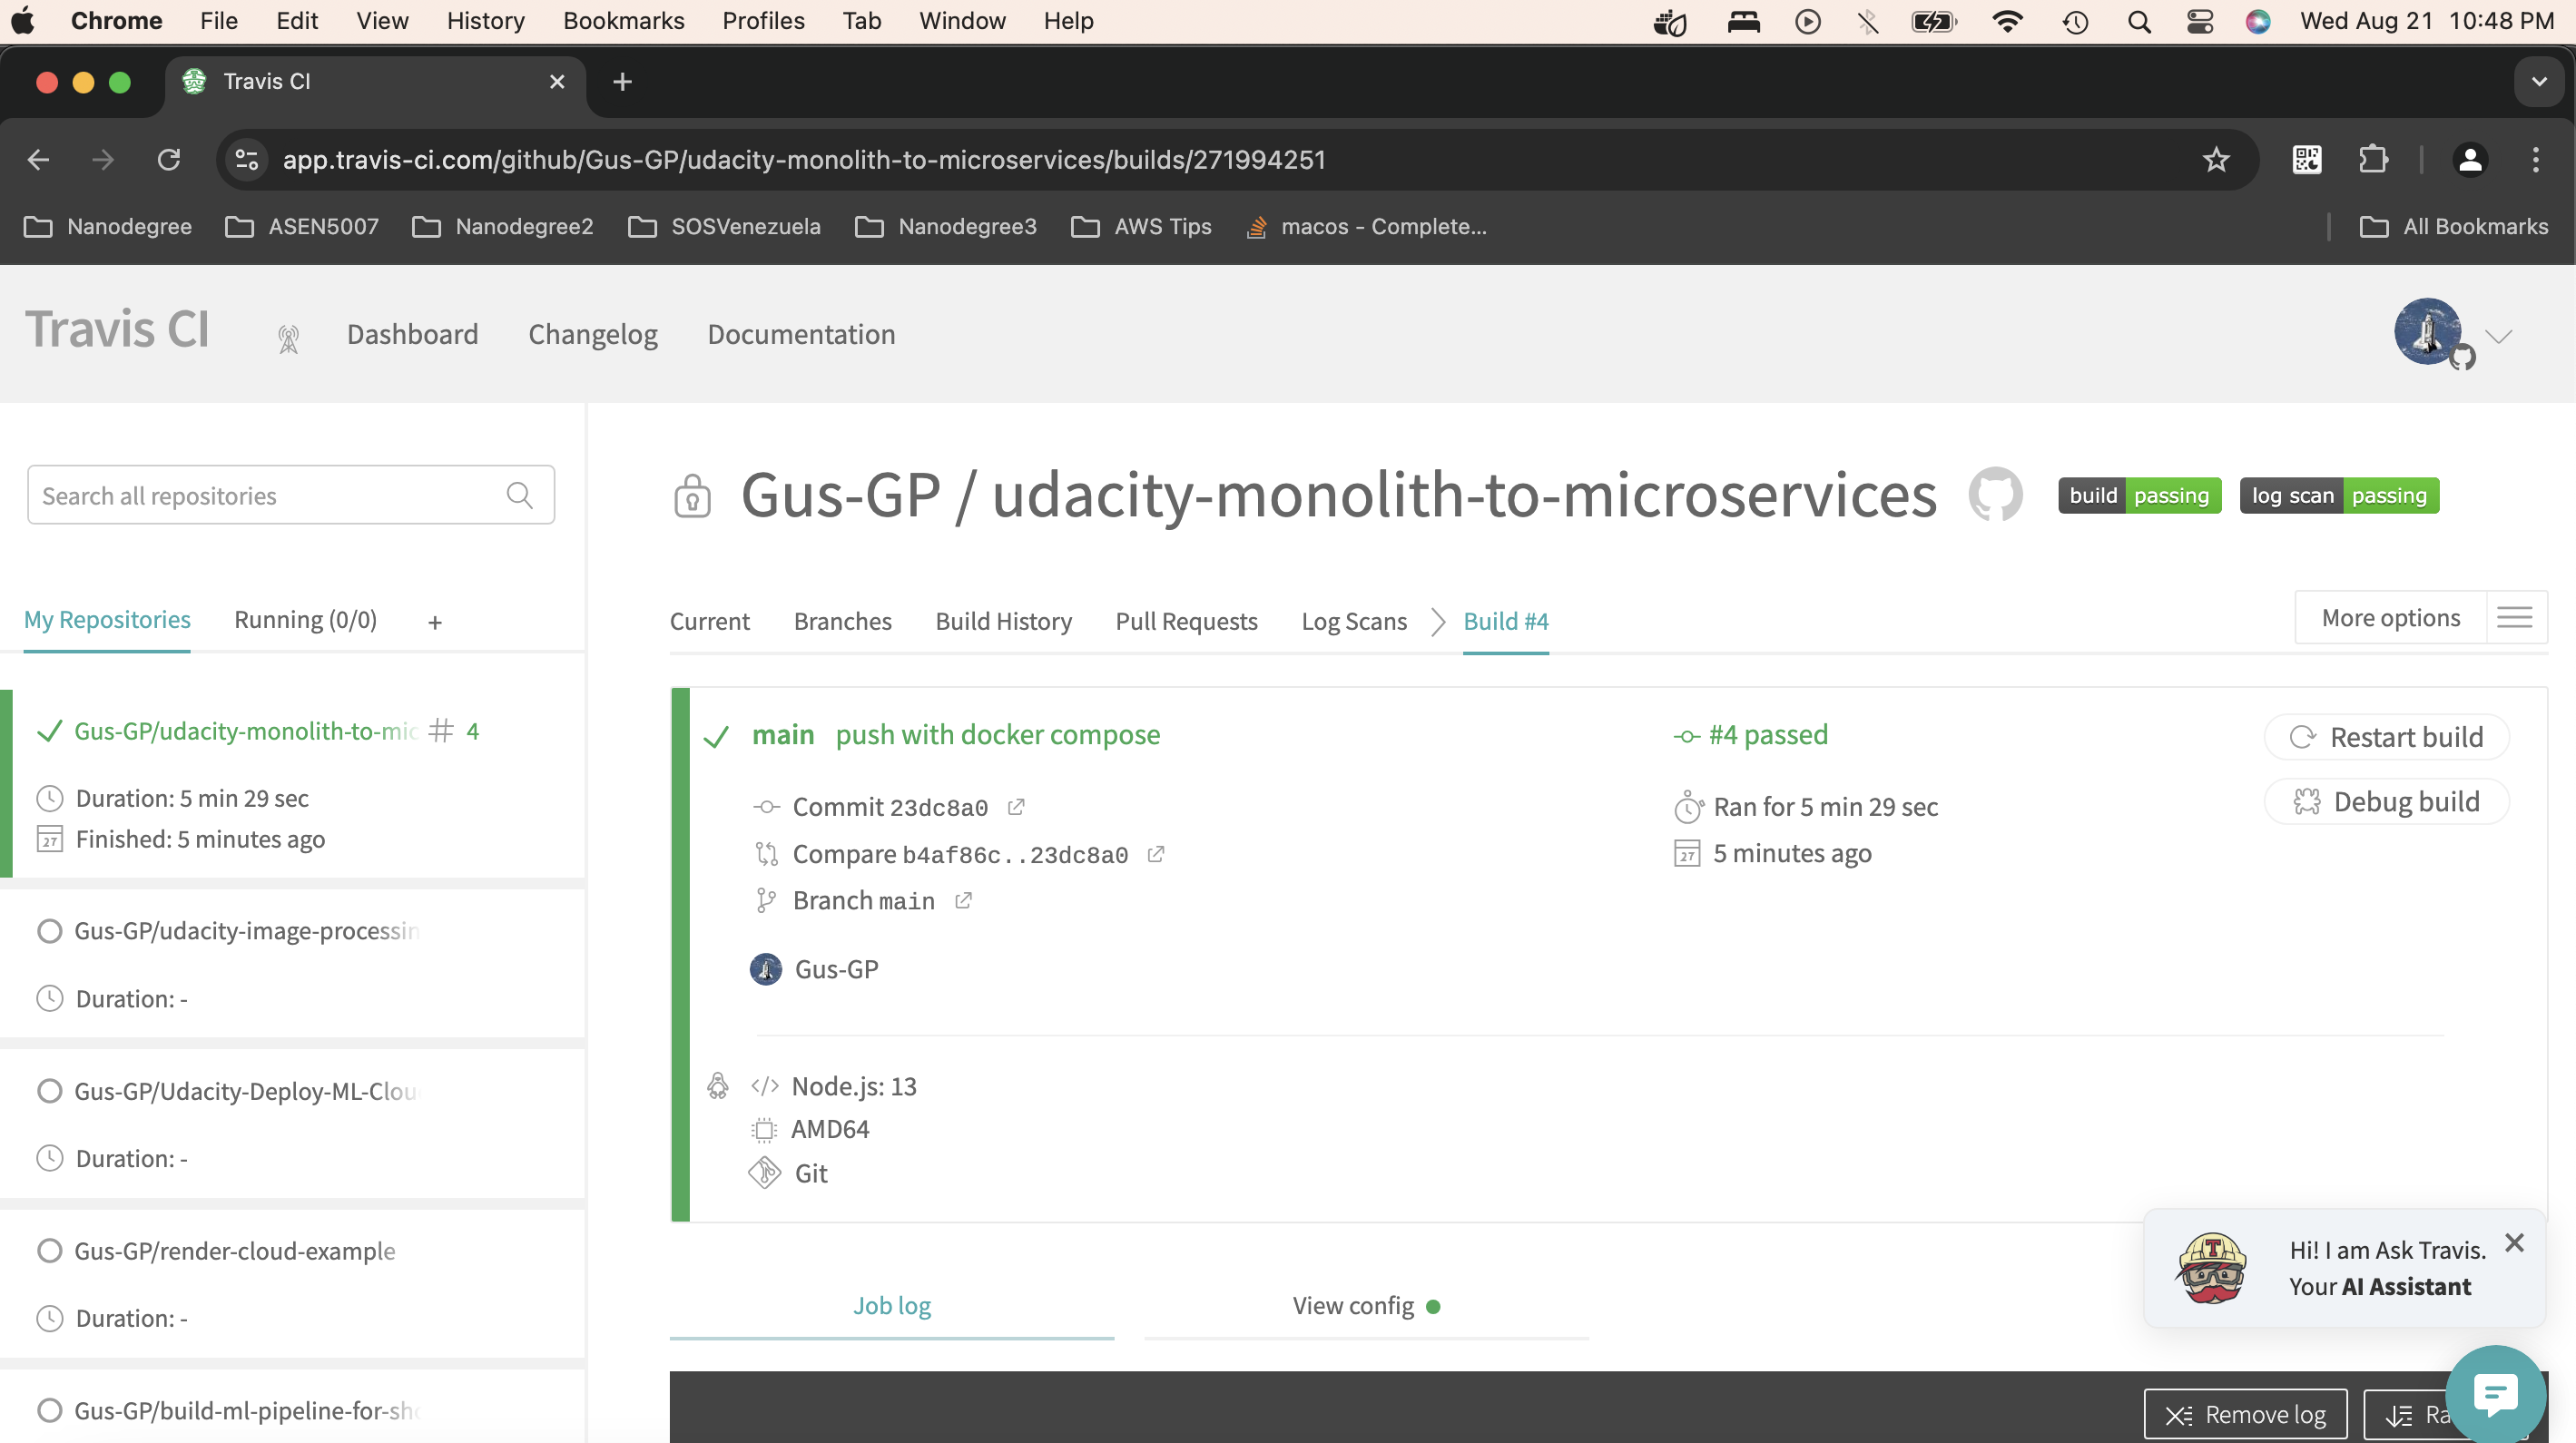 Chrome File Edit View History Bookmarks Profiles Tab Window Help Wed Aug 21 10:48 PM
Travis CI
app.travis-ci.com/github/Gus-GP/udacity-monolith-to-microservices/builds/271994251
Nanodegree ASEN5007 Nanodegree2 SOSVenezuela Nanodegree3 AWS Tips macos - Complete... All Bookmarks
Travis CI Dashboard Changelog Documentation
Search all repositories
My Repositories Running (0/0) +
Gus-GP/udacity-monolith-to-mic # 4
Duration: 5 min 29 sec
27 Finished: 5 minutes ago
Gus-GP/udacity-image-processin
Duration: -
Gus-GP/Udacity-Deploy-ML-Clou
Duration: -
Gus-GP/render-cloud-example
Duration: -
Gus-GP/build-ml-pipeline-for-sho
Gus-GP / udacity-monolith-to-microservices build passing log scan passing
Current Branches Build History Pull Requests Log Scans Build #4 More options
main push with docker compose
Commit 23dc8a0
Compare b4af86c..23dc8a0
Branch main
Gus-GP
#4 passed
Ran for 5 min 29 sec
27 5 minutes ago
Restart build
Debug build
Node.js: 13
AMD64
Git
Job log View config
Hi! I am Ask Travis.
Your AI Assistant
T
Remove log Ra